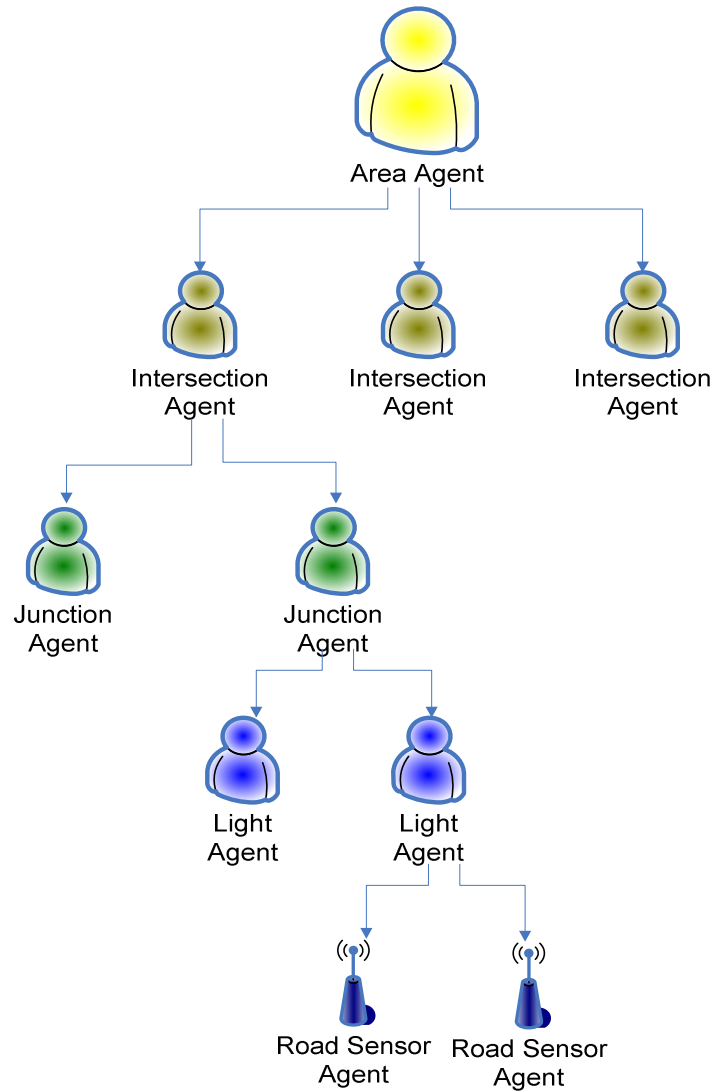 Area Agent
Intersection
Agent
Intersection
Agent
Intersection
Agent
Junction
Agent
Junction
Agent
Light
Agent
Light
Agent
Road Sensor
Agent
Road Sensor
Agent